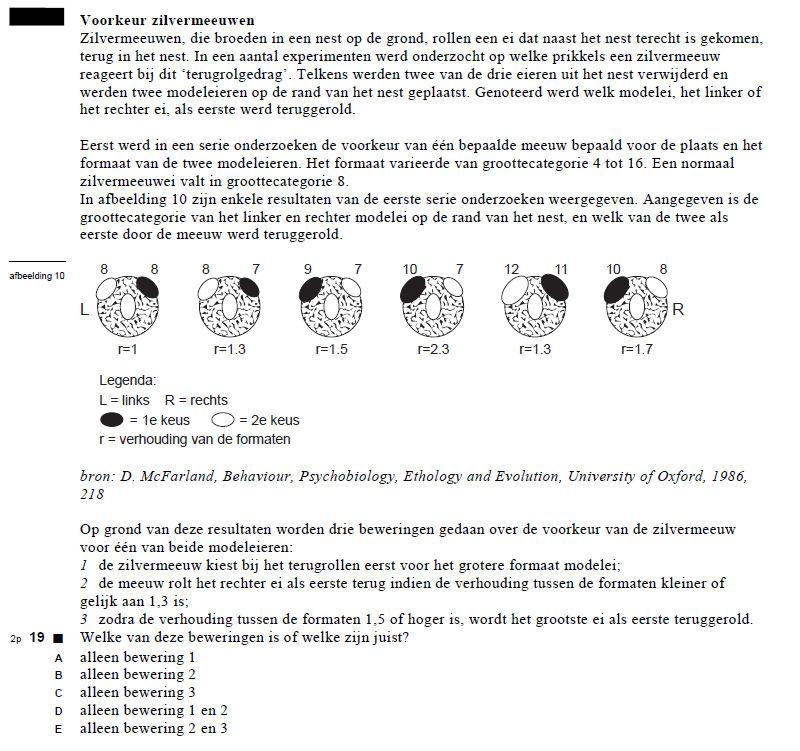 Voorkeur zilvermeeuwen
Zilvermeeuwen, die broeden in een nest op de grond, rollen een ei dat naast het nest terecht is gekomen,
terug in het nest. In een aantal experimenten werd onderzocht op welke prikkels een zilvermeeuw
reageert bij dit ‘terugrolgedrag’. Telkens werden twee van de drie eieren uit het nest verwijderd en
werden twee modeleieren op de rand van het nest geplaatst. Genoteerd werd welk modelei, het linker of
het rechter ei, als eerste werd teruggerold.
Eerst werd in een serie onderzoeken de voorkeur van één bepaalde meeuw bepaald voor de plaats en het
formaat van de twee modeleieren. Het formaat varieerde van groottecategorie 4 tot 16. Een normaal
zilvermeeuwei valt in groottecategorie 8.
In afbeelding 10 zijn enkele resultaten van de eerste serie onderzoeken weergegeven. Aangegeven is de
groottecategorie van het linker en rechter modelei op de rand van het nest, en welk van de twee als
eerste door de meeuw werd teruggerold.
afbeelding 10
8 8 8 7 9 7 10 7 12 11 10 8
L R
r=1 r=1.3 r=1.5 r=2.3 r=1.3 r=1.7
Legenda:
L = links R = rechts
= 1e keus = 2e keus
r = verhouding van de formaten
bron: D. McFarland, Behaviour, Psychobiology, Ethology and Evolution, University of Oxford, 1986,
218
Op grond van deze resultaten worden drie beweringen gedaan over de voorkeur van de zilvermeeuw
voor één van beide modeleieren:
1 de zilvermeeuw kiest bij het terugrollen eerst voor het grotere formaat modelei;
2 de meeuw rolt het rechter ei als eerste terug indien de verhouding tussen de formaten kleiner of
gelijk aan 1,3 is;
3 zodra de verhouding tussen de formaten 1,5 of hoger is, wordt het grootste ei als eerste teruggerold.
2p 19 Welke van deze beweringen is of welke zijn juist?
A alleen bewering 1
B alleen bewering 2
C alleen bewering 3
D alleen bewering 1 en 2
E alleen bewering 2 en 3